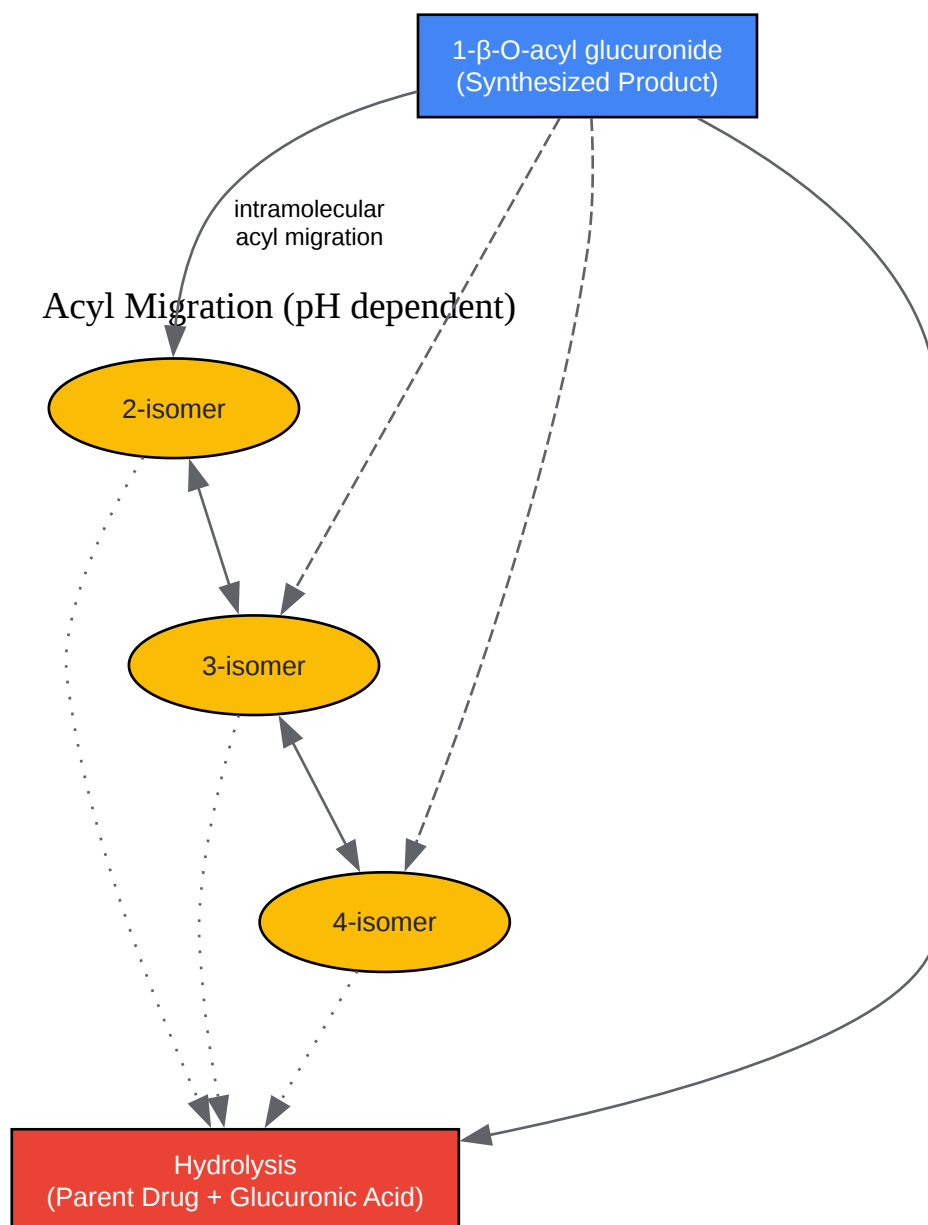 1-β-O-acyl glucuronide
(Synthesized Product)
intramolecular
acyl migration
Acyl Migration (pH dependent)
2-isomer
3-isomer
4-isomer
Hydrolysis
(Parent Drug + Glucuronic Acid)